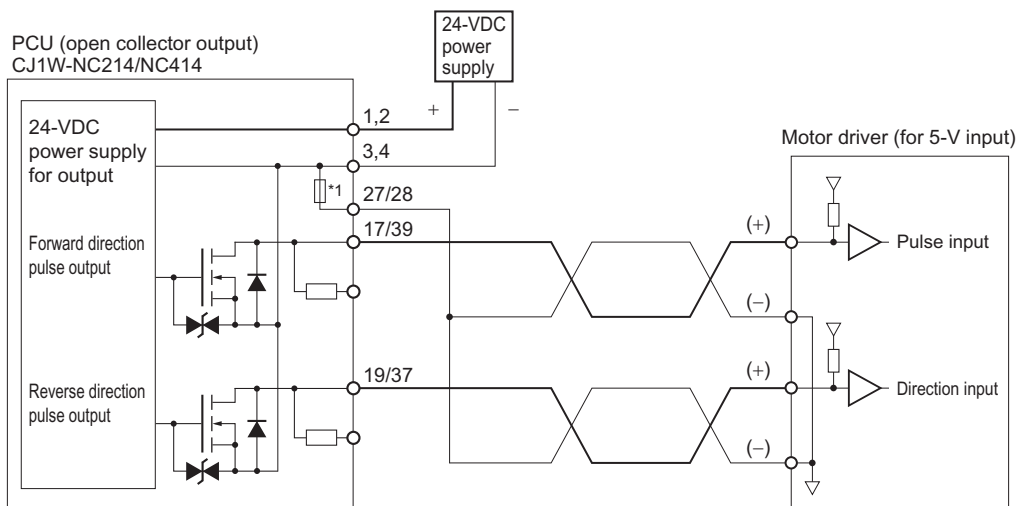 24-VDC
power
supply
PCU (open collector output)
CJ1W-NC214/NC414
+
−
1,2
24-VDC
power supply
for output
3,4
Motor driver (for 5-V input)
*1
27/28
17/39
Forward direction
pulse output
(+)
Pulse input
(−)
19/37
Reverse direction
pulse output
(+)
Direction input
(−)